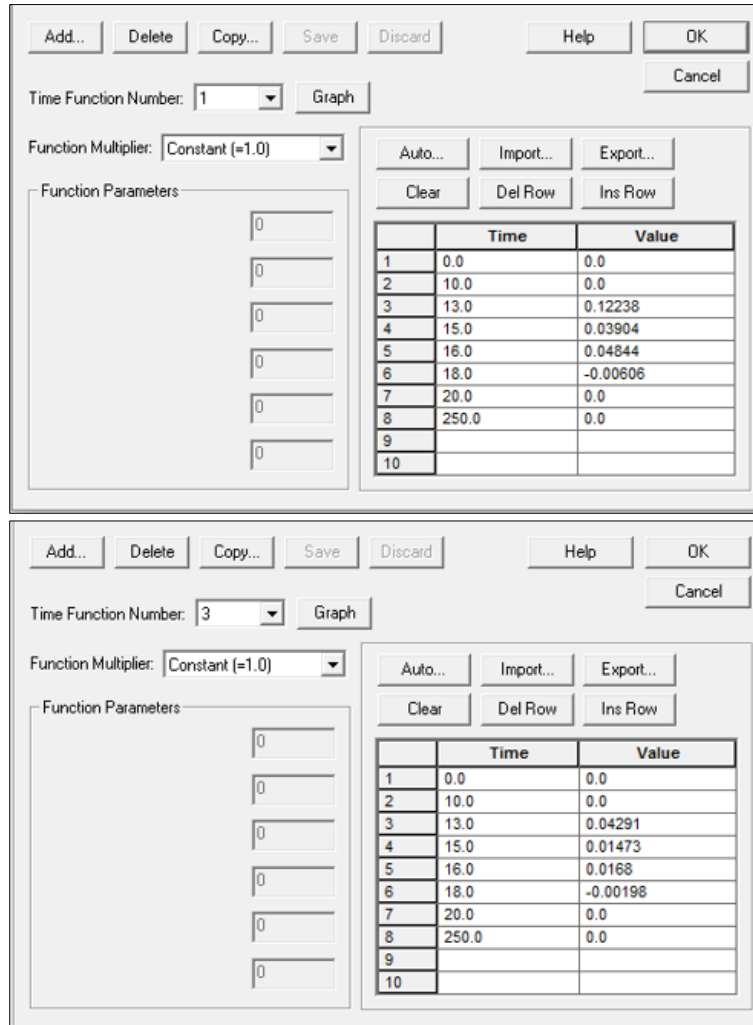 Add... Delete Copy... Save Discard Help OK
Cancel
Time Function Number: 1 Graph
Function Multiplier: Constant (=1.0)
Auto... Import... Export...
Function Parameters
Clear Del Row Ins Row
0
0
0
0
0
0
Time Value
1 0.0 0.0
2 10.0 0.0
3 13.0 0.12238
4 15.0 0.03904
5 16.0 0.04844
6 18.0 -0.00606
7 20.0 0.0
8 250.0 0.0
9
10
Add... Delete Copy... Save Discard Help OK
Cancel
Time Function Number: 3 Graph
Function Multiplier: Constant (=1.0)
Auto... Import... Export...
Function Parameters
Clear Del Row Ins Row
0
0
0
0
0
0
Time Value
1 0.0 0.0
2 10.0 0.0
3 13.0 0.04291
4 15.0 0.01473
5 16.0 0.0168
6 18.0 -0.00198
7 20.0 0.0
8 250.0 0.0
9
10